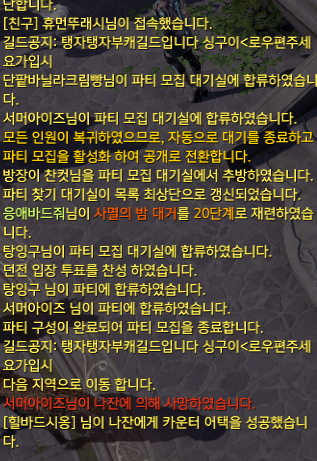 단합니다.
[친구] 휴먼뚜래시님이 접속했습니다.
길드공지: 탱자탱자부캐길드입니다 싱구이<로우편주세
요가입시
단팥바닐라크림빵님이 파티 모집 대기실에 합류하였습니
다.
서머아이즈님이 파티 모집 대기실에 합류하였습니다.
모든 인원이 복귀하였으므로, 자동으로 대기를 종료하고
파티 모집을 활성화 하여 공개로 전환합니다.
방장이 찬컷님을 파티 모집 대기실에서 추방하였습니다.
파티 찾기 대기실이 목록 최상단으로 갱신되었습니다.
응애바드줘님이 사멸의 밤 대거를 20단계로 재련하였습
니다.
탕잉구님이 파티 모집 대기실에 합류하였습니다.
던전 입장 투표를 찬성 하였습니다.
탕잉구 님이 파티에 합류하였습니다.
서머아이즈 님이 파티에 합류하였습니다.
파티 구성이 완료되어 파티 모집을 종료합니다.
길드공지: 탱자탱자부캐길드입니다 싱구이<로우편주세
요가입시
다음 지역으로 이동 합니다.
서머아이즈님이 나잔에 의해 사망하였습니다.
[힐바드시옹] 님이 나잔에게 카운터 어택을 성공했습니
다.